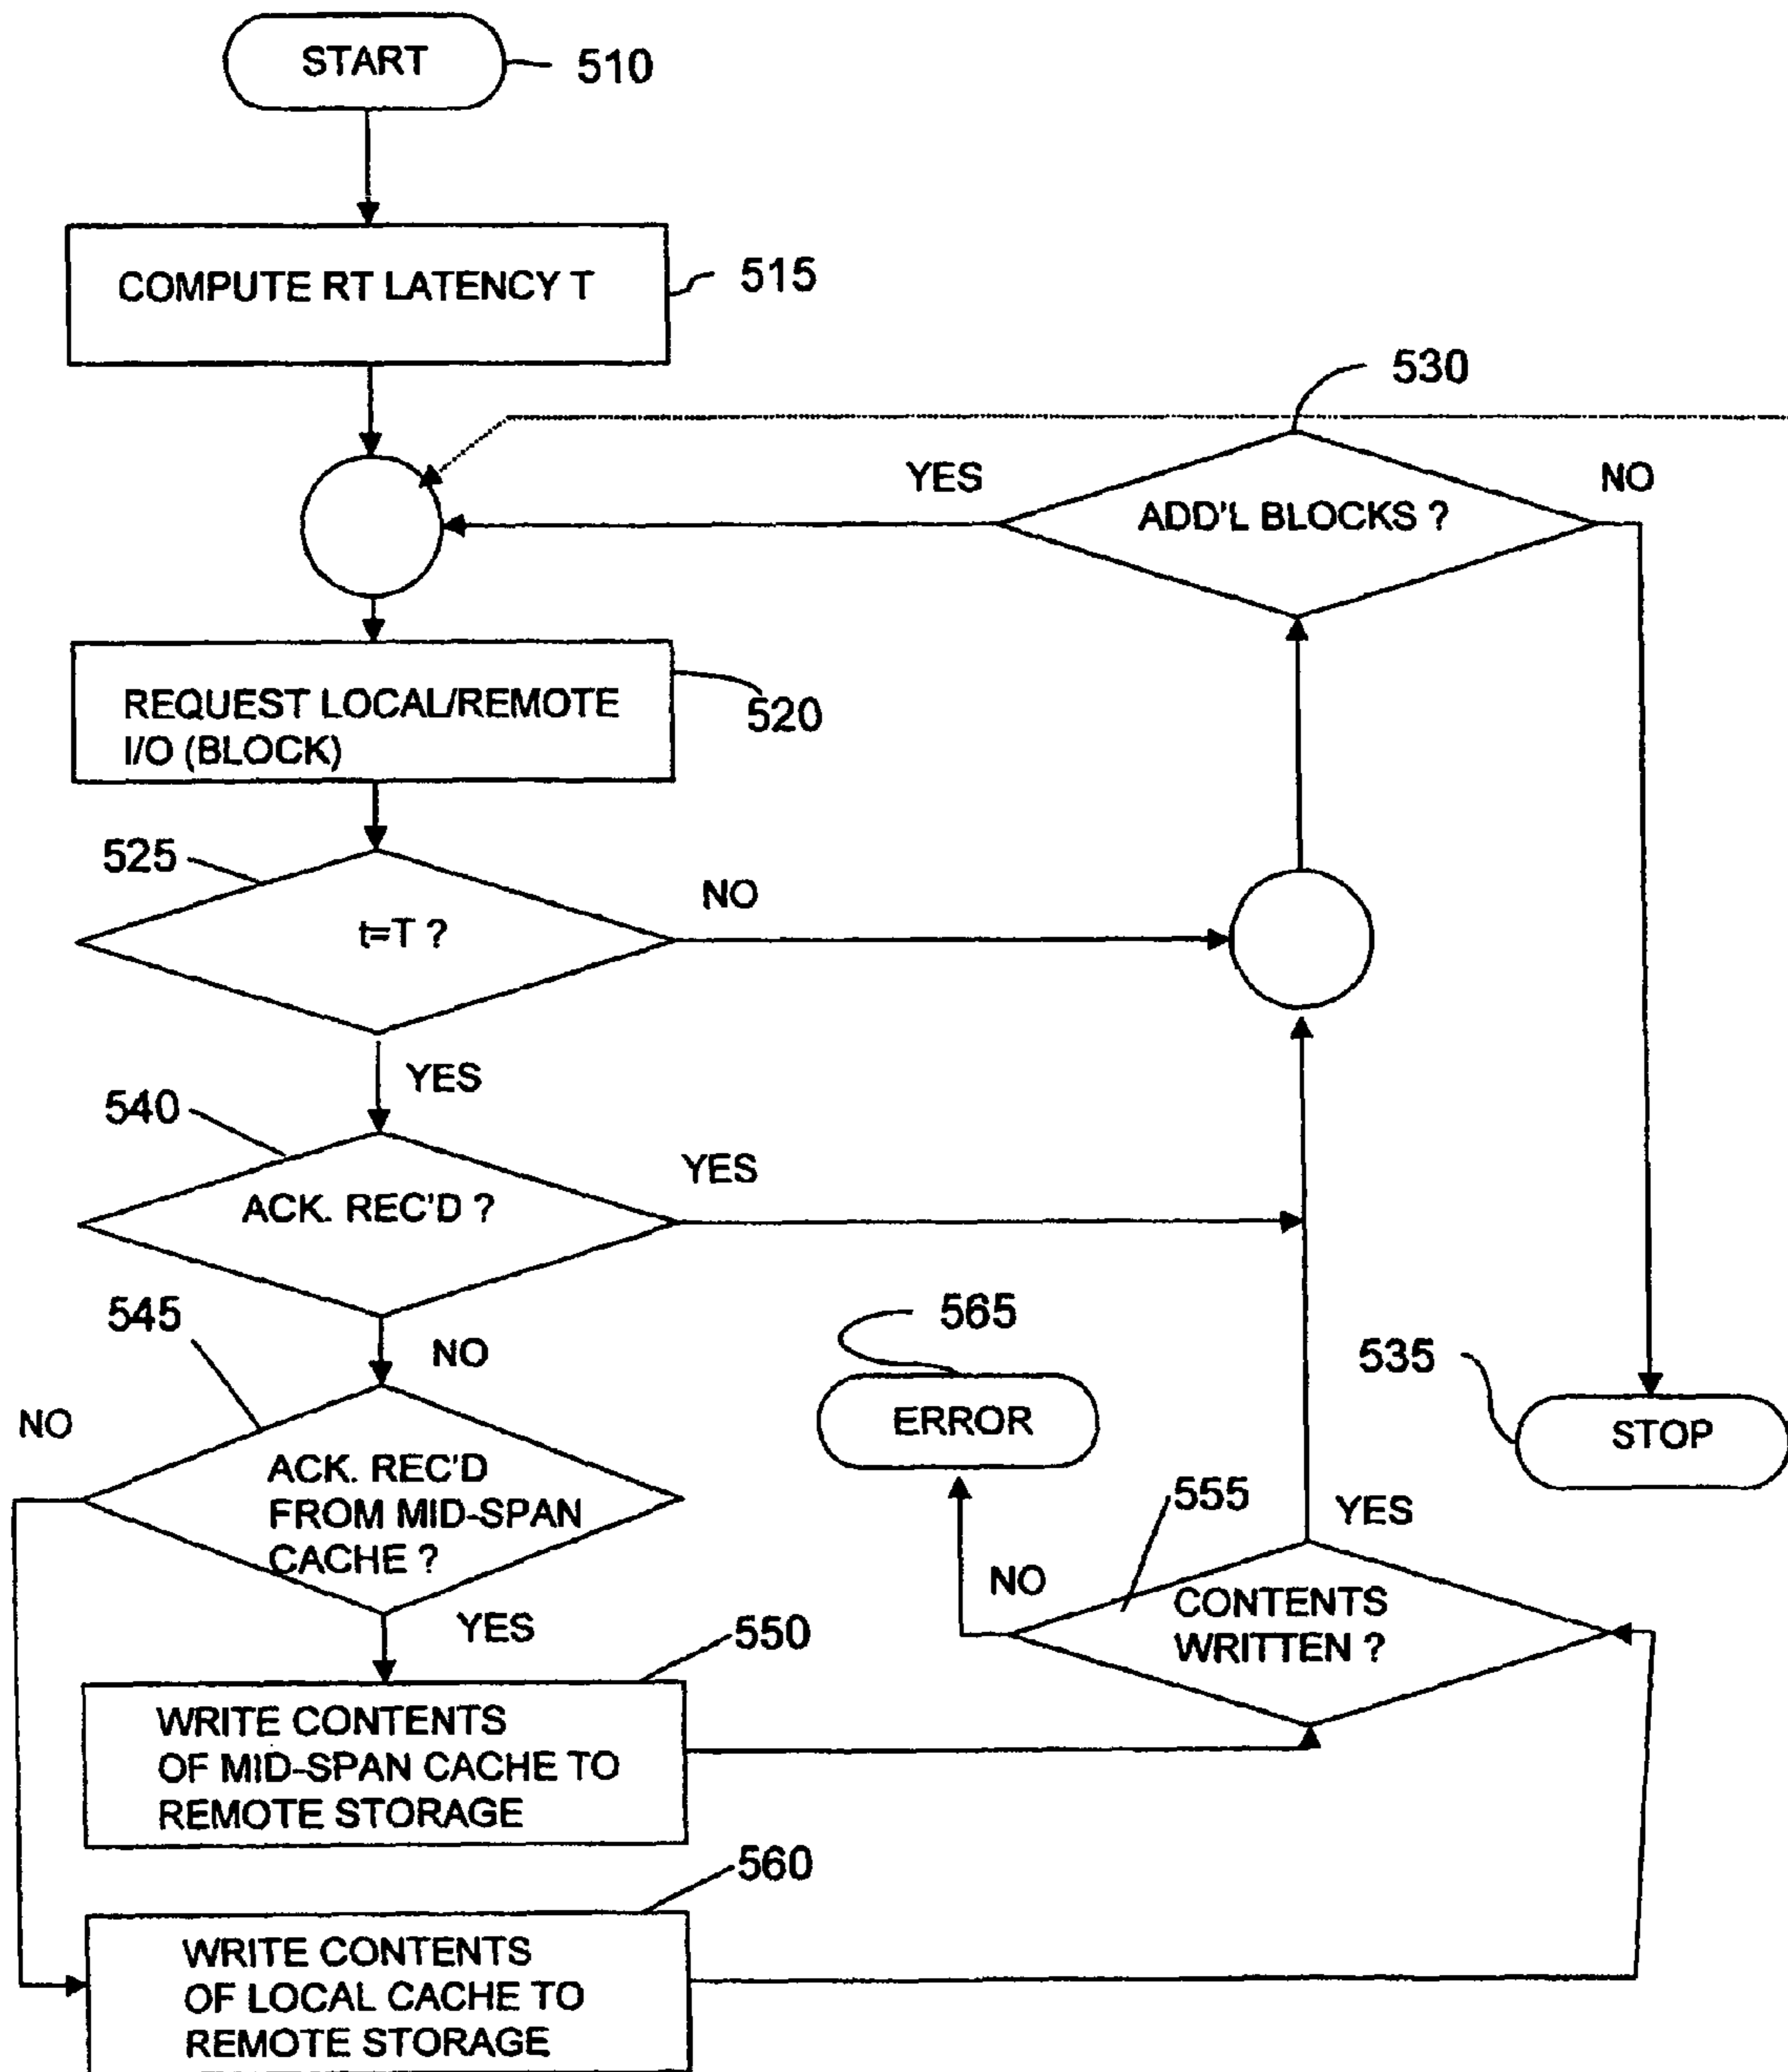 START
510
COMPUTE RT LATENCY T
515
530
YES
NO
ADD'L BLOCKS ?
REQUEST LOCAL/REMOTE
I/O (BLOCK)
520
525
NO
t=T ?
YES
540
YES
ACK. REC'D ?
545
NO
565
535
NO
ERROR
STOP
ACK. REC'D
FROM MID-SPAN
CACHE ?
555
YES
NO
CONTENTS
WRITTEN ?
YES
550
WRITE CONTENTS
OF MID-SPAN CACHE TO
REMOTE STORAGE
560
WRITE CONTENTS
OF LOCAL CACHE TO
REMOTE STORAGE